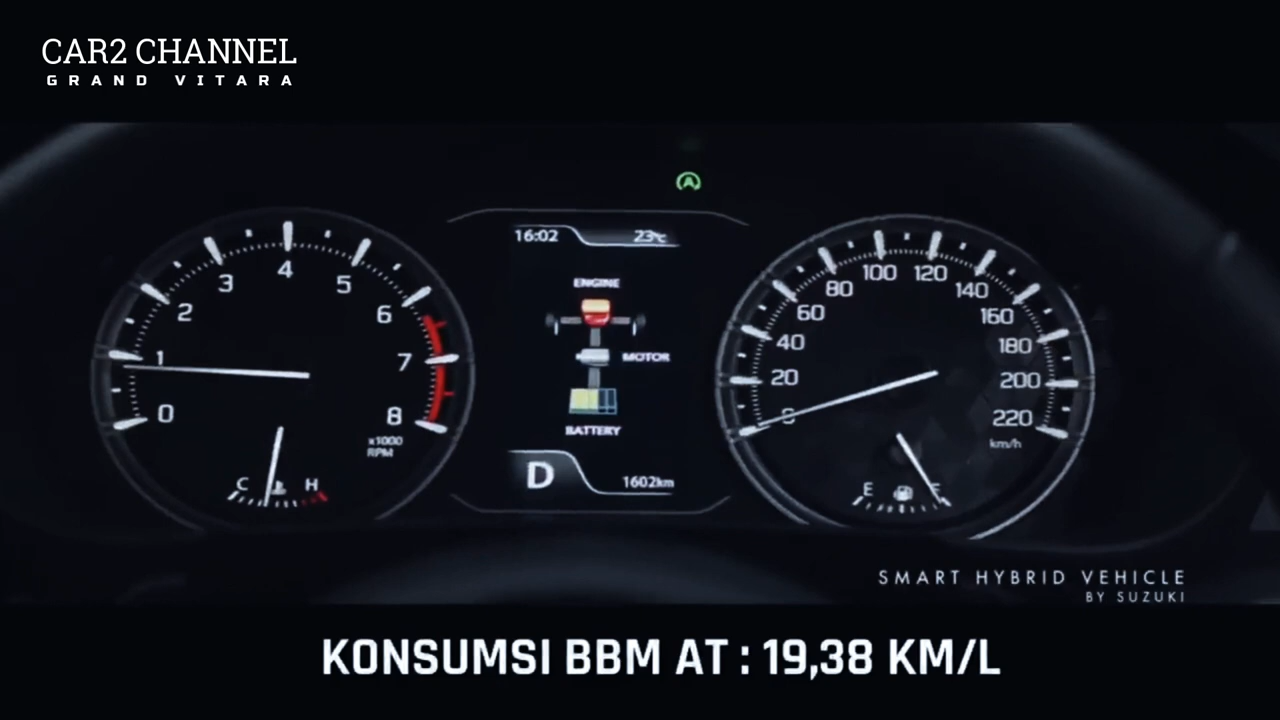 CAR2 CHANNEL
GRAND VITARA
16:02 23℃
ENGINE
MOTOR
BATTERY
D 1602km
0 1 2 3 4 5 6 7 8
x1000
RPM
C H
0 20 40 60 80 100 120 140 160 180 200 220
km/h
E F
SMART HYBRID VEHICLE
BY SUZUKI
KONSUMSI BBM AT : 19,38 KM/L